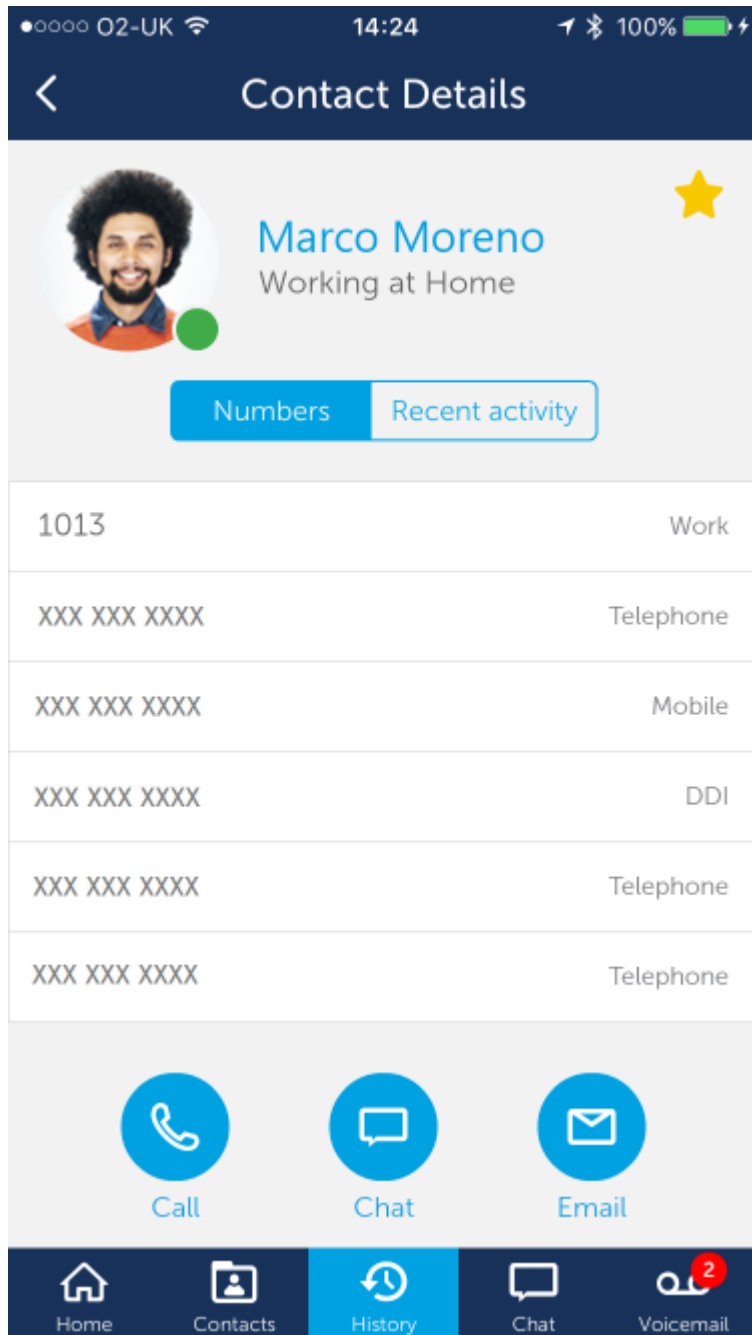 O2-UK 14:24 100%
Contact Details
Marco Moreno
Working at Home
Numbers Recent activity
1013 Work
XXX XXX XXXX Telephone
XXX XXX XXXX Mobile
XXX XXX XXXX DDI
XXX XXX XXXX Telephone
XXX XXX XXXX Telephone
Call Chat Email
2
Home Contacts History Chat Voicemail